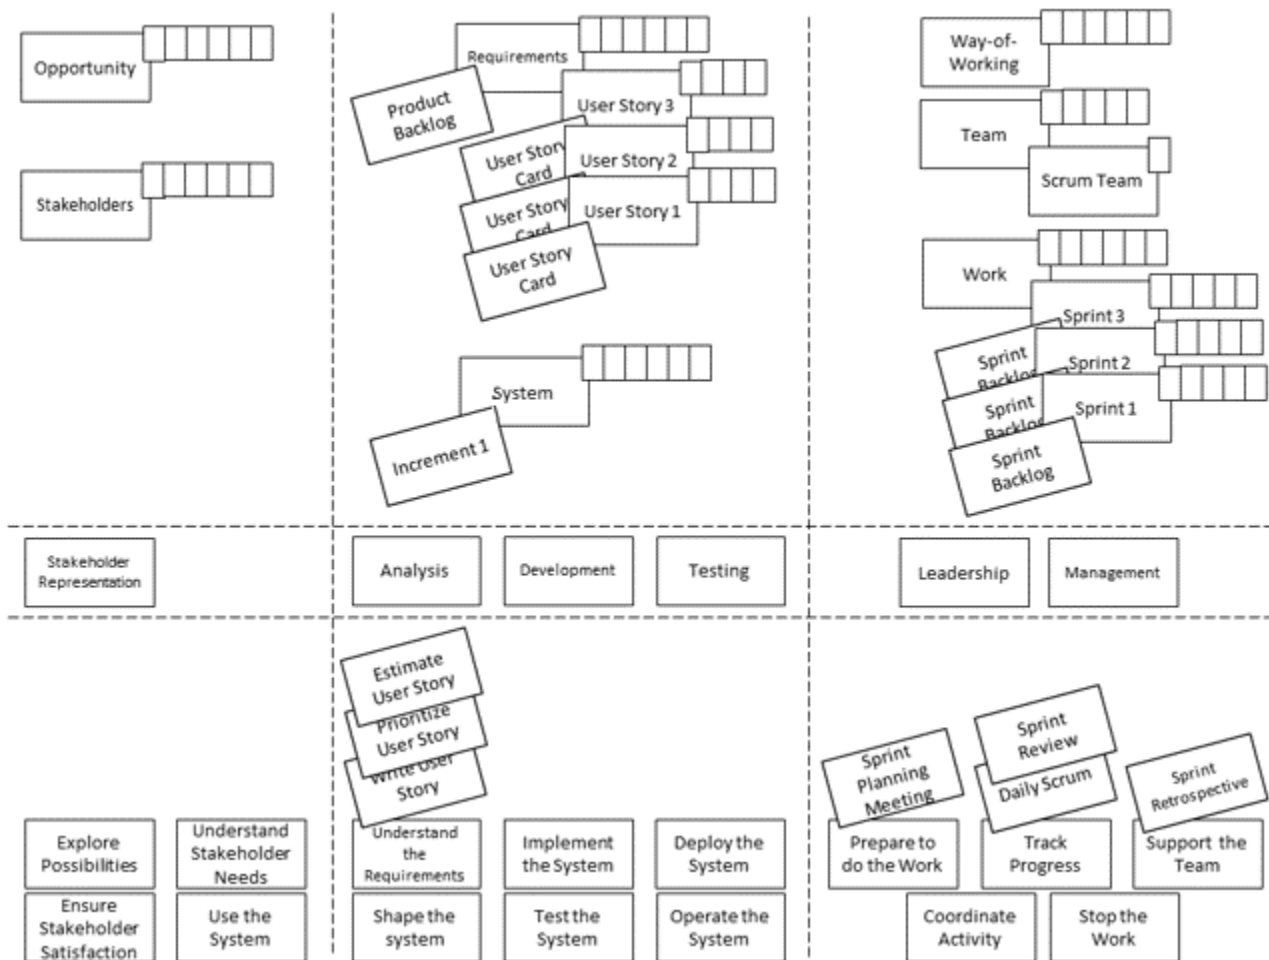 Opportunity
Stakeholders
Requirements
Product
Backlog
User Story 3
User Story
Card
User Story 2
User Story
Card
User Story 1
User Story
Card
System
Increment 1
Way-of-
Working
Team
Scrum Team
Work
Sprint 3
Sprint
Backlog
Sprint 2
Sprint
Backlog
Sprint 1
Sprint
Backlog
Stakeholder
Representation
Analysis
Development
Testing
Leadership
Management
Estimate
User Story
Prioritize
User Story
Write User
Story
Sprint
Planning
Meeting
Sprint
Review
Daily Scrum
Sprint
Retrospective
Explore
Possibilities
Understand
Stakeholder
Needs
Understand
the
Requirements
Implement
the System
Deploy the
System
Prepare to
do the Work
Track
Progress
Support the
Team
Ensure
Stakeholder
Satisfaction
Use the
System
Shape the
system
Test the
System
Operate the
System
Coordinate
Activity
Stop the
Work